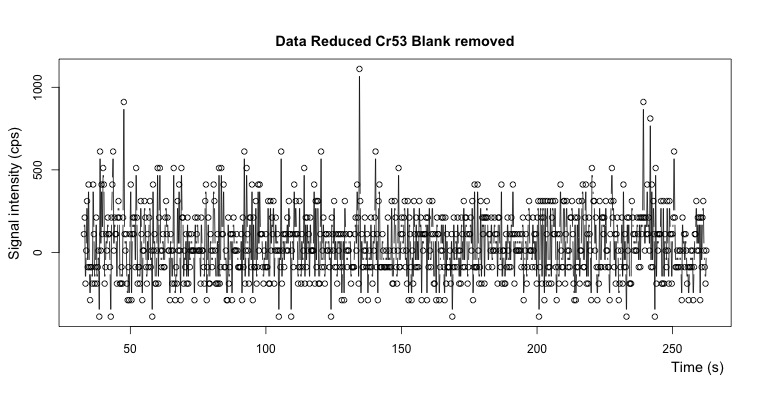 Data Reduced Cr53 Blank removed
Signal intensity (cps)
1000
500
0
50 100 150 200 250
Time (s)